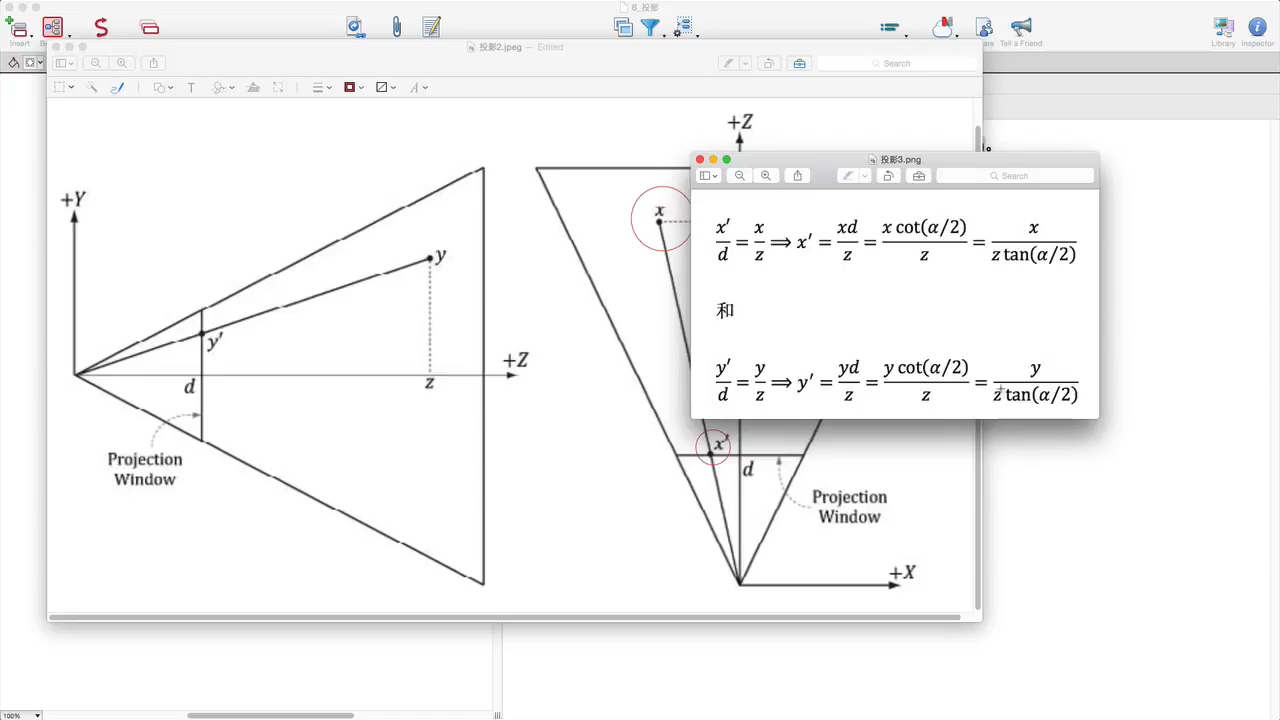 6_投影
Insert
Tell a Friend
Library
Inspector
投影2.jpeg — Edited
Search
+Y
y
y′
+Z
d
z
Projection
Window
+Z
x
x′
d
Projection
Window
+X
投影3.png
Search
x′/d = x/z ⟹ x′ = xd/z = x cot(α/2)/z = x/z tan(α/2)
和
y′/d = y/z ⟹ y′ = yd/z = y cot(α/2)/z = y/z tan(α/2)
100%